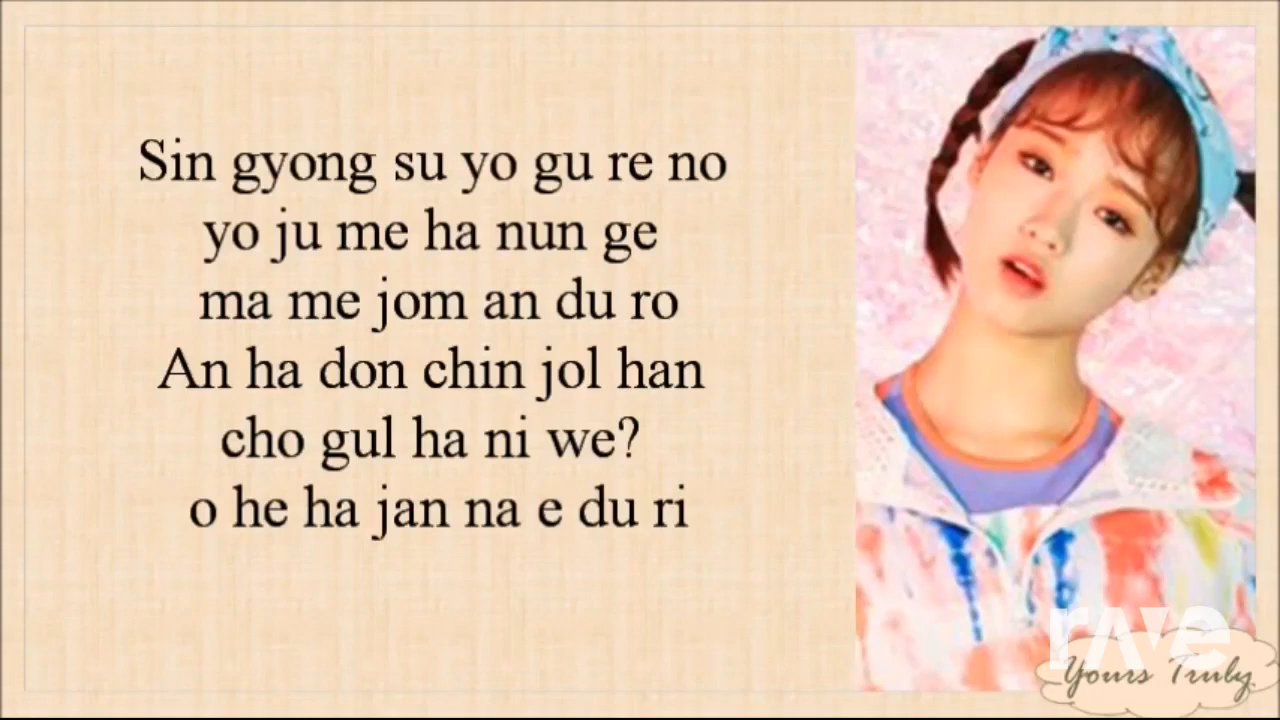 Sin gyong su yo gu re no
yo ju me ha nun ge
ma me jom an du ro
An ha don chin jol han
cho gul ha ni we?
o he ha jan na e du ri
rave
Yours Truly